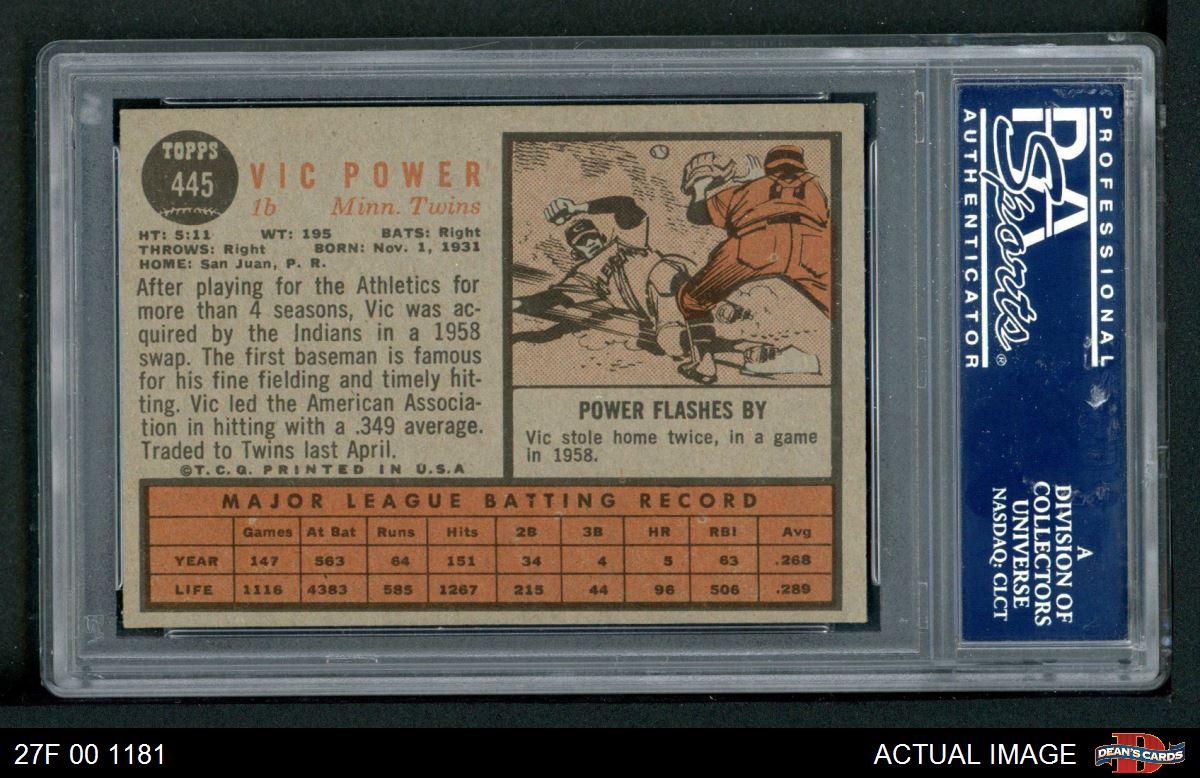 TOPPS
445
VIC POWER
1b Minn. Twins
HT: 5:11 WT: 195 BATS: Right
THROWS: Right BORN: Nov. 1, 1931
HOME: San Juan, P. R.
After playing for the Athletics for
more than 4 seasons, Vic was ac-
quired by the Indians in a 1958
swap. The first baseman is famous
for his fine fielding and timely hit-
ting. Vic led the American Associa-
tion in hitting with a .349 average.
Traded to Twins last April.
©T.C.G. PRINTED IN U.S.A
POWER FLASHES BY
Vic stole home twice, in a game
in 1958.
MAJOR LEAGUE BATTING RECORD
Games At Bat Runs Hits 2B 3B HR RBI Avg
YEAR 147 563 64 151 34 4 5 63 .268
LIFE 1116 4383 585 1267 215 44 96 506 .289
PROFESSIONAL
PSA
Sports®
AUTHENTICATOR
A
DIVISION OF
COLLECTORS
UNIVERSE
NASDAQ: CLCT
27F 00 1181
ACTUAL IMAGE
DEAN'S CARDS